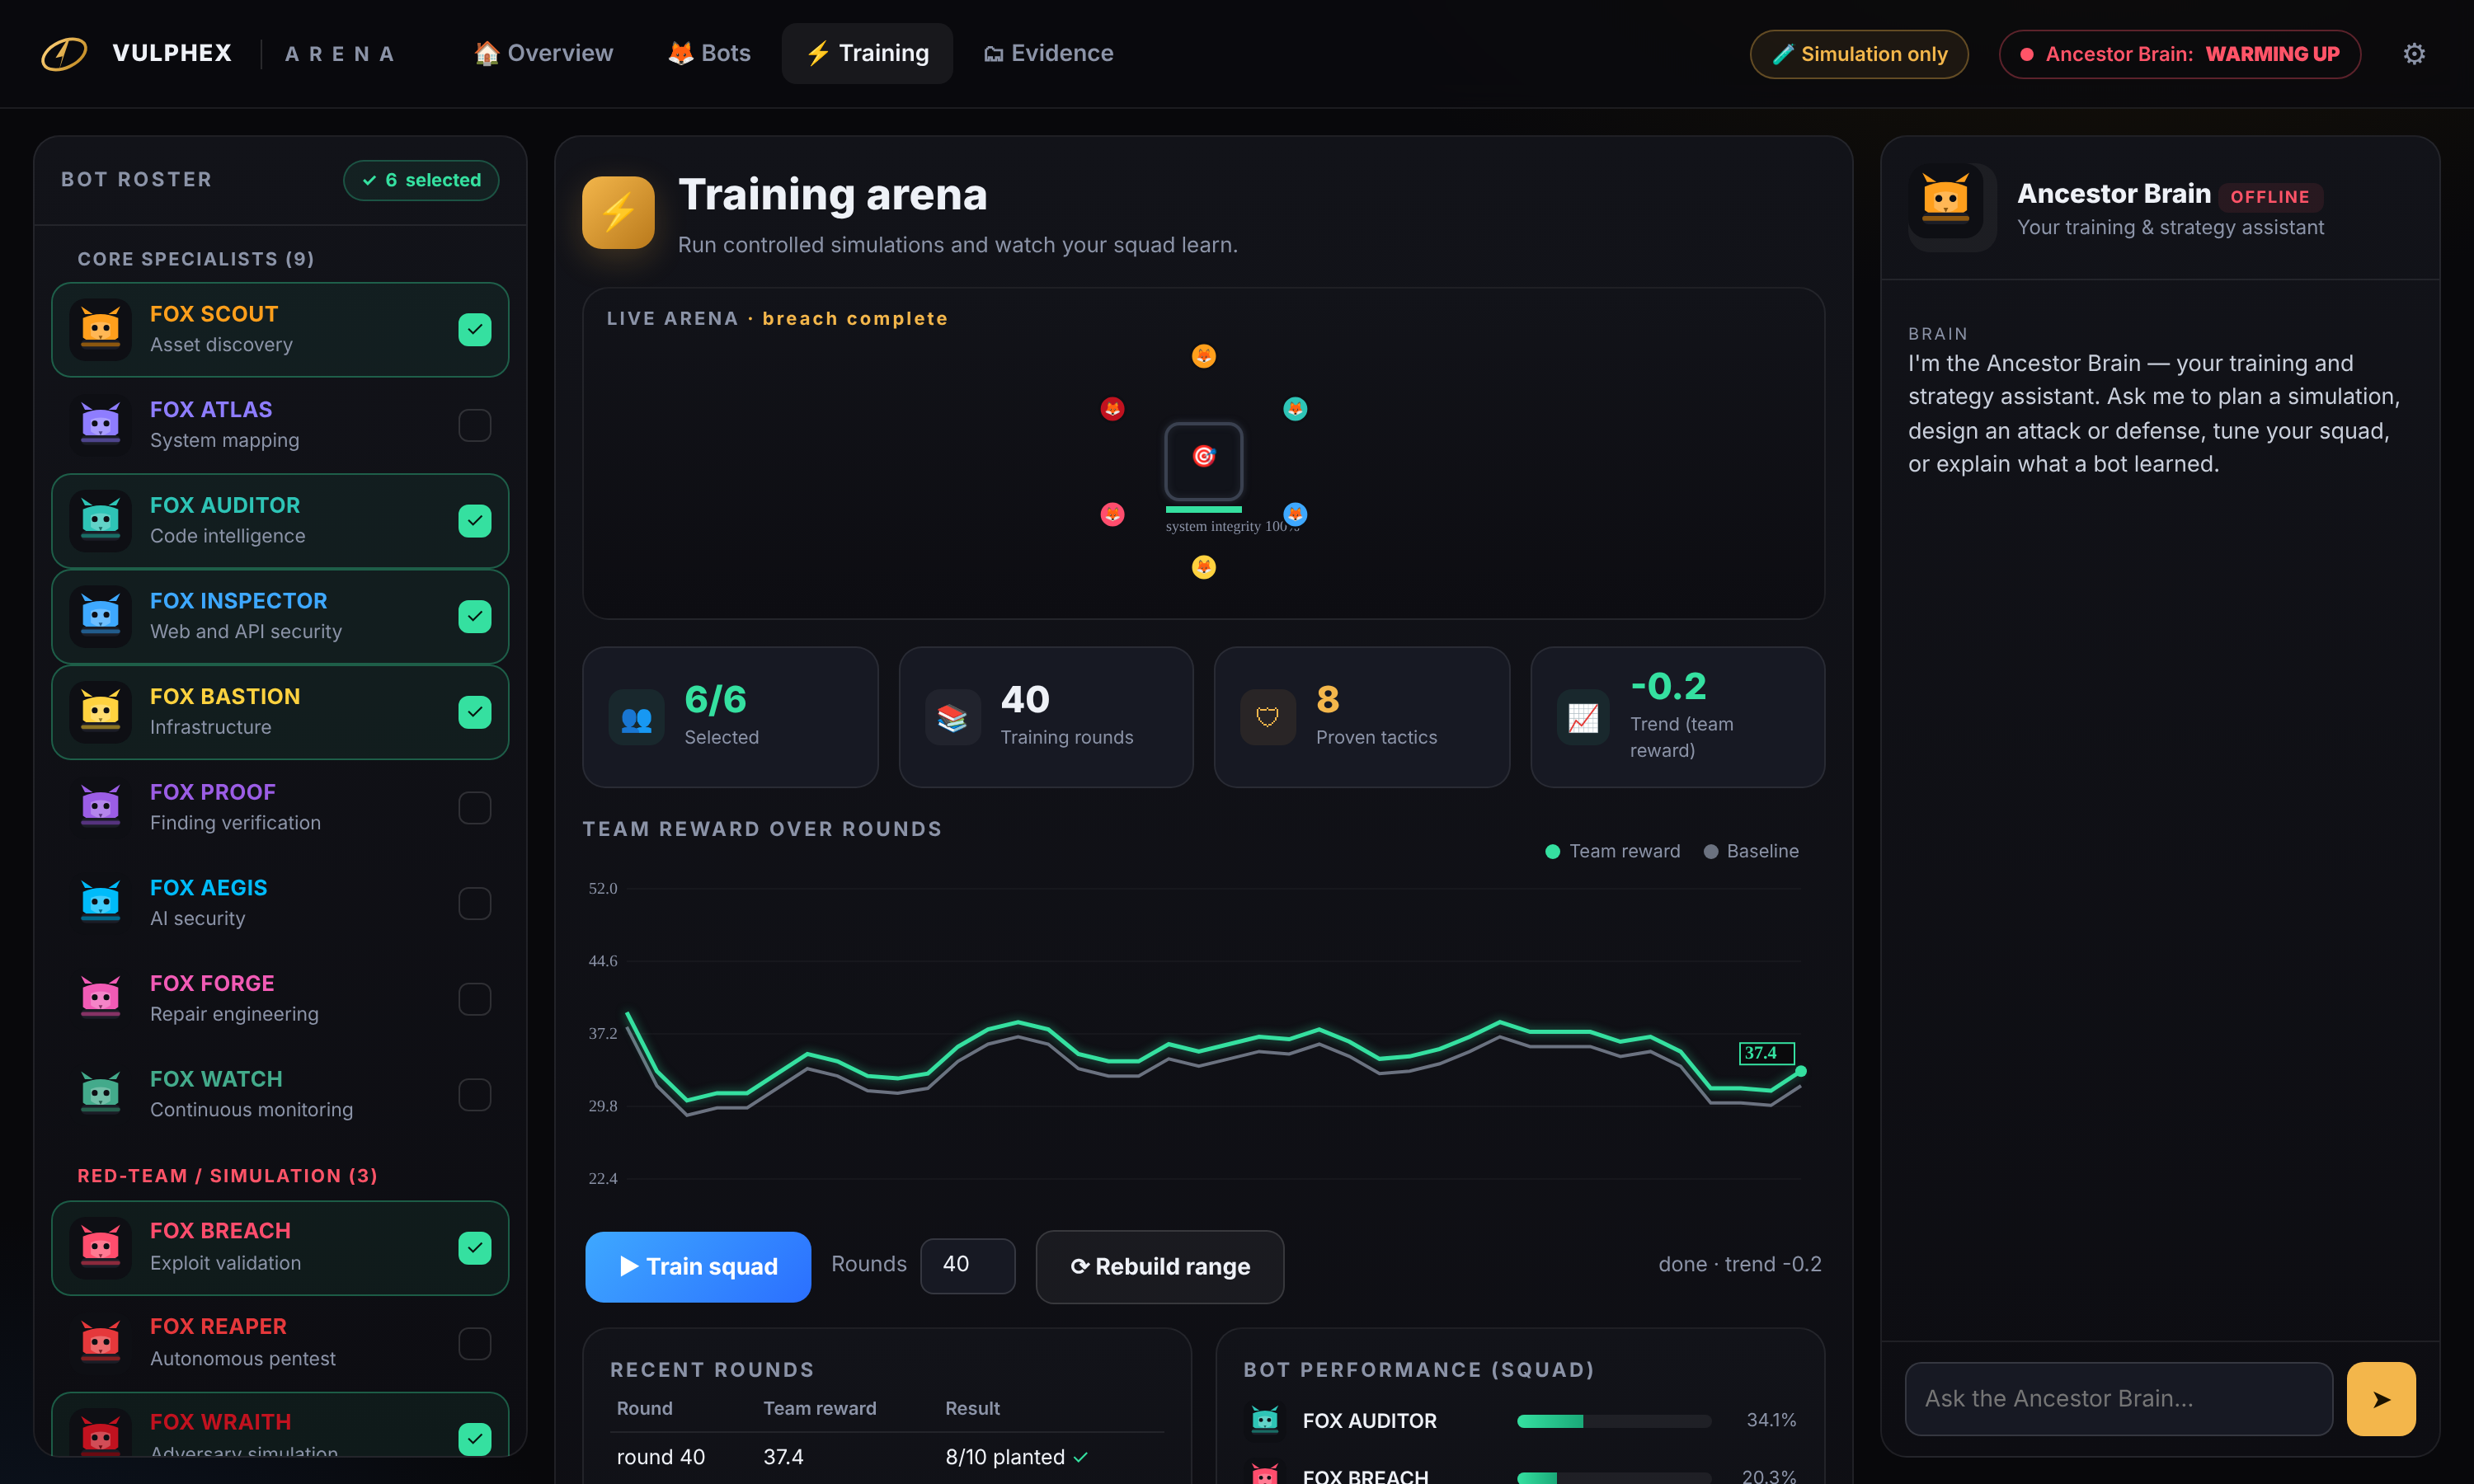 VULPHEX
ARENA
🏠 Overview
🦊 Bots
⚡ Training
🗂 Evidence
🧪 Simulation only
Ancestor Brain: WARMING UP
BOT ROSTER
✓ 6 selected
CORE SPECIALISTS (9)
FOX SCOUT
Asset discovery
FOX ATLAS
System mapping
FOX AUDITOR
Code intelligence
FOX INSPECTOR
Web and API security
FOX BASTION
Infrastructure
FOX PROOF
Finding verification
FOX AEGIS
AI security
FOX FORGE
Repair engineering
FOX WATCH
Continuous monitoring
RED-TEAM / SIMULATION (3)
FOX BREACH
Exploit validation
FOX REAPER
Autonomous pentest
FOX WRAITH
Adversary simulation
Training arena
Run controlled simulations and watch your squad learn.
LIVE ARENA · breach complete
system integrity 100%
6/6
Selected
40
Training rounds
8
Proven tactics
-0.2
Trend (team
reward)
TEAM REWARD OVER ROUNDS
Team reward
Baseline
52.0
44.6
37.2
29.8
22.4
37.4
▶ Train squad
Rounds
40
⟳ Rebuild range
done · trend -0.2
RECENT ROUNDS
Round Team reward Result
round 40 37.4 8/10 planted ✓
BOT PERFORMANCE (SQUAD)
FOX AUDITOR 34.1%
FOX BREACH 20.3%
Ancestor Brain OFFLINE
Your training & strategy assistant
BRAIN
I'm the Ancestor Brain — your training and
strategy assistant. Ask me to plan a simulation,
design an attack or defense, tune your squad,
or explain what a bot learned.
Ask the Ancestor Brain...